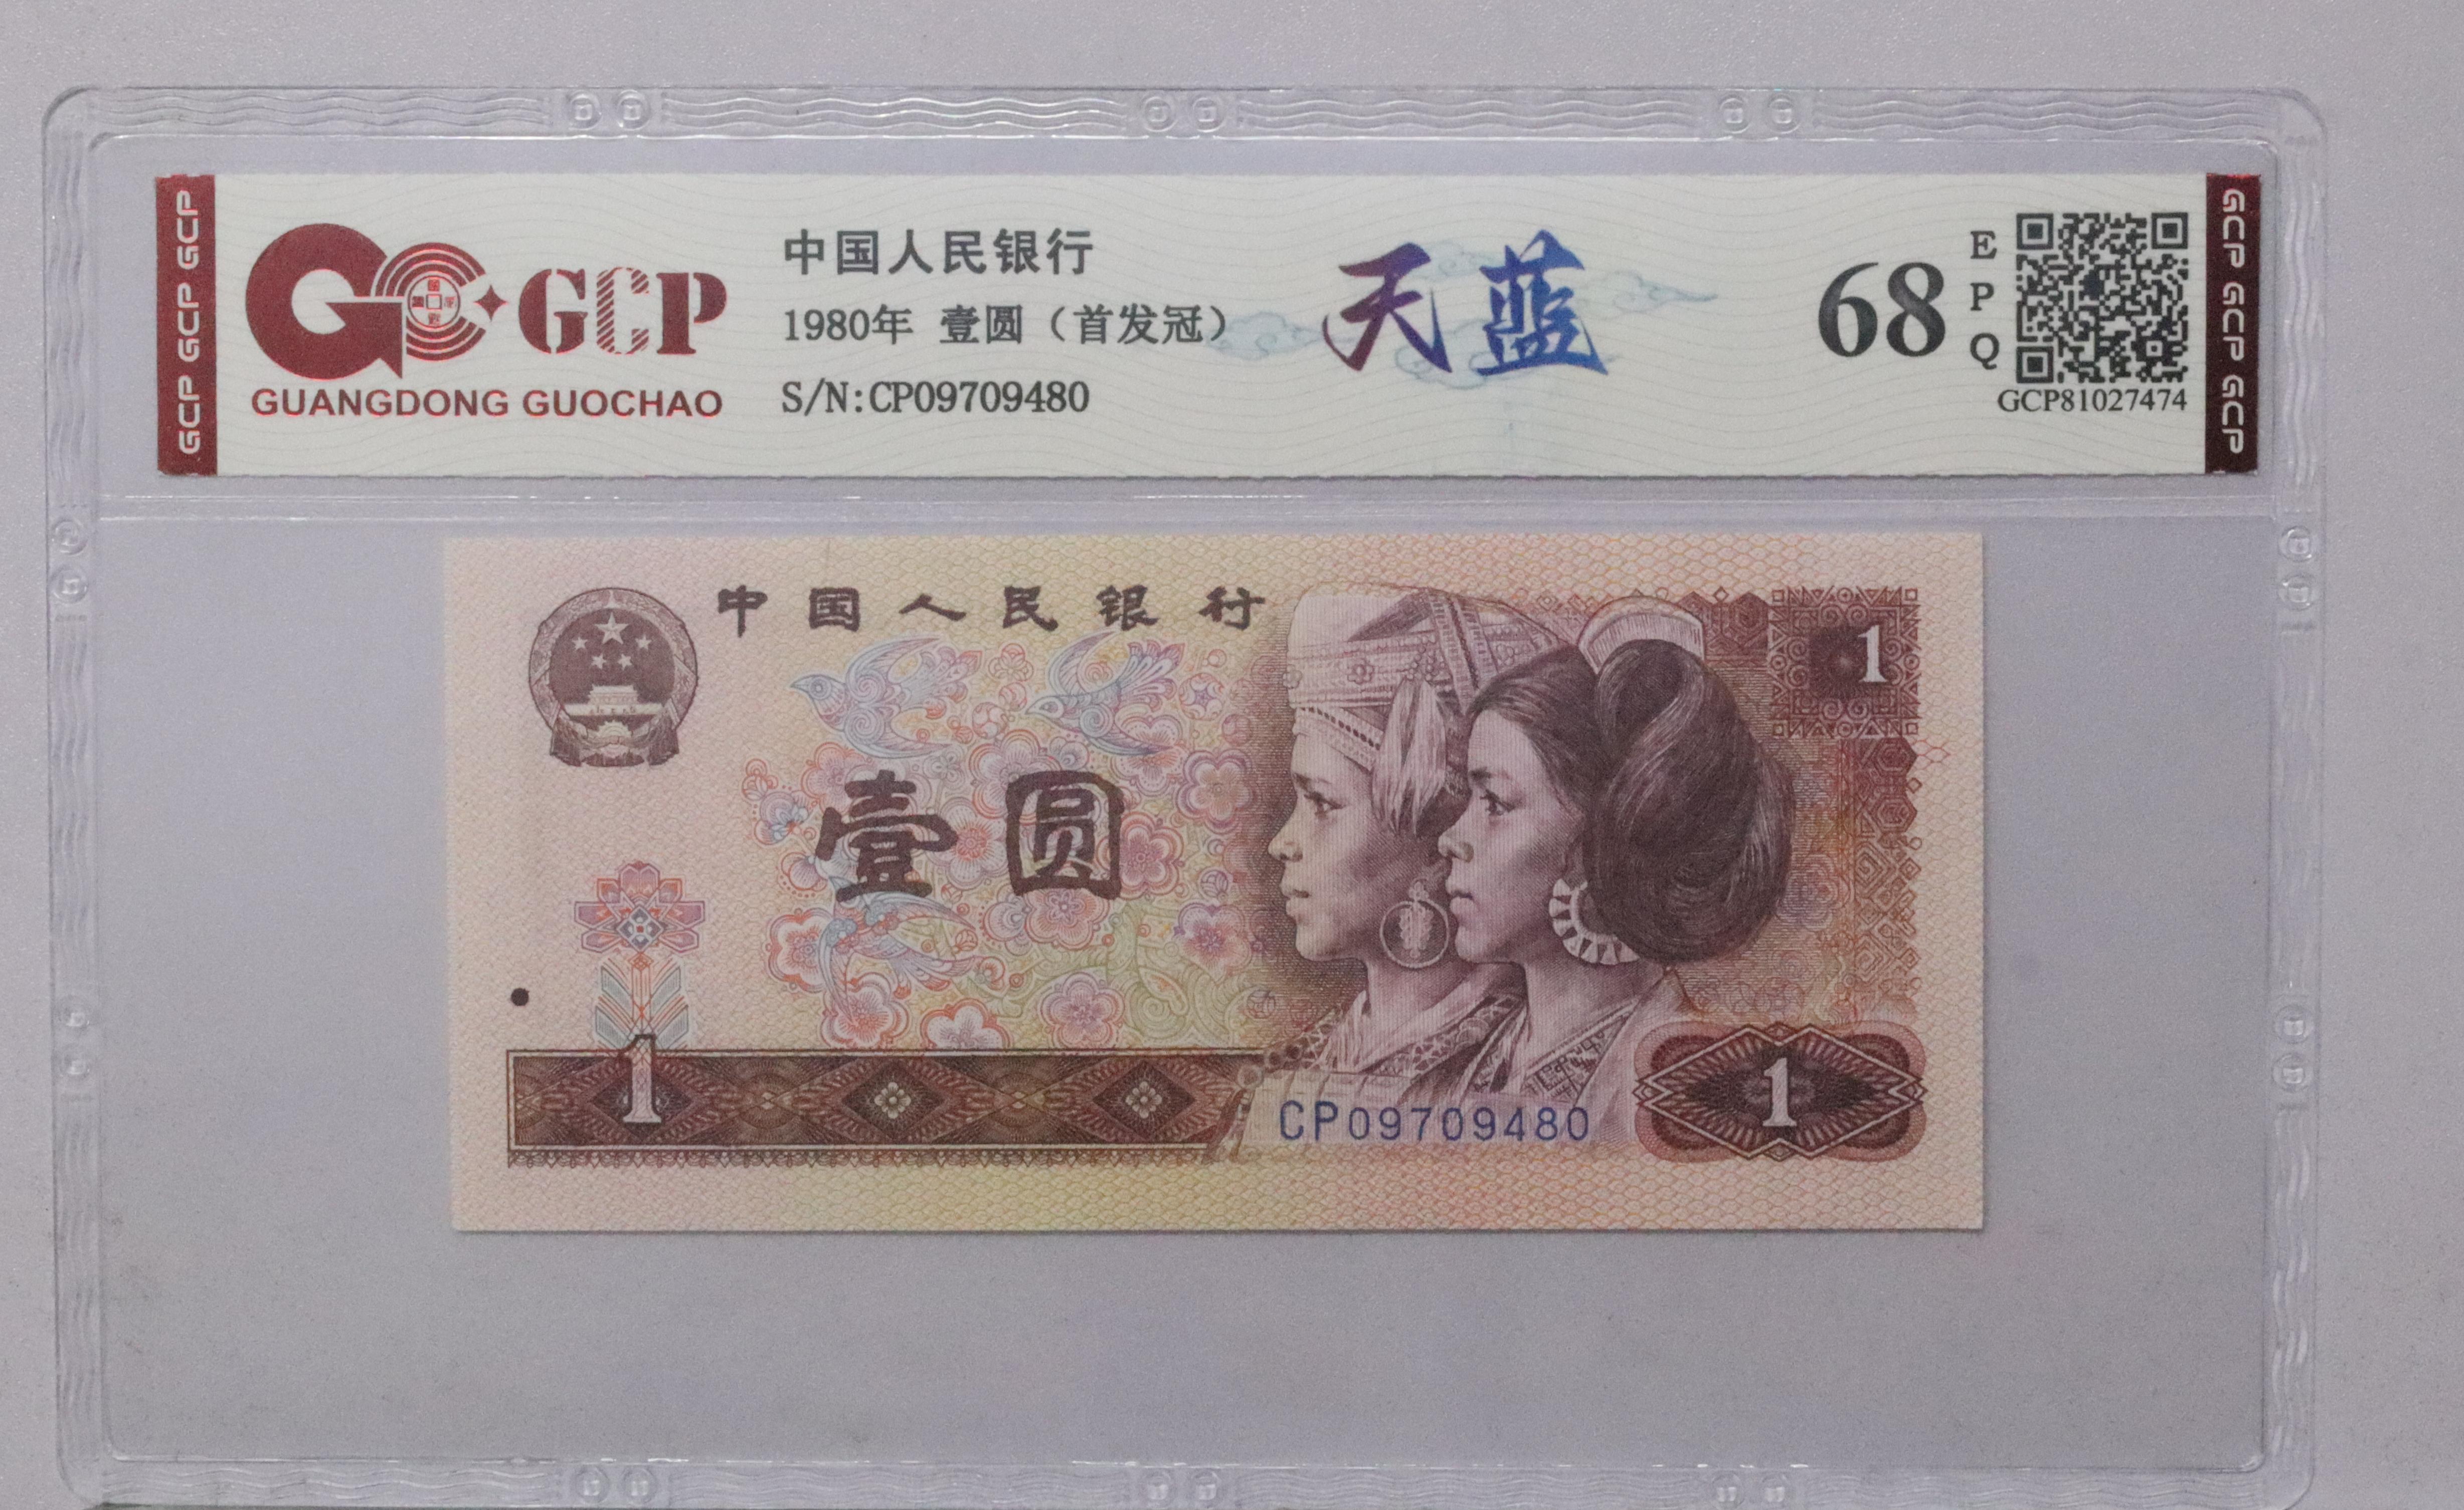 GCP GCP GCP
GCP
GUANGDONG GUOCHAO
中国人民银行
1980年 壹圆（首发冠）
S/N:CP09709480
天蓝
68
E
P
Q
GCP81027474
GCP GCP GCP
中国人民银行
1
壹圆
1
CP09709480
1